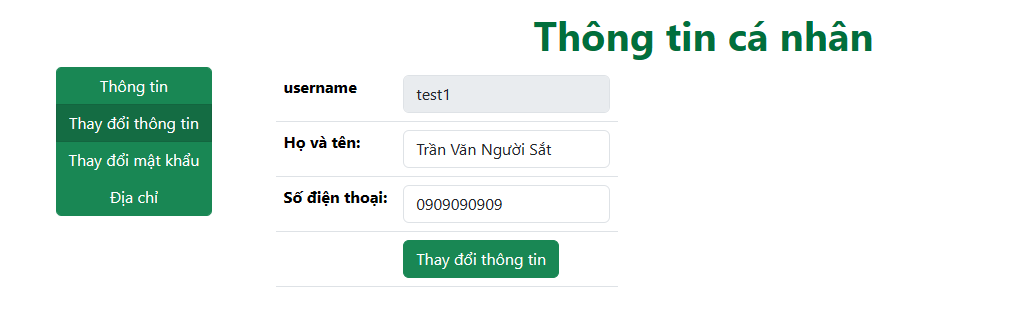 Thông tin cá nhân
Thông tin
Thay đổi thông tin
Thay đổi mật khẩu
Địa chỉ
username
test1
Họ và tên:
Trần Văn Người Sắt
Số điện thoại:
0909090909
Thay đổi thông tin